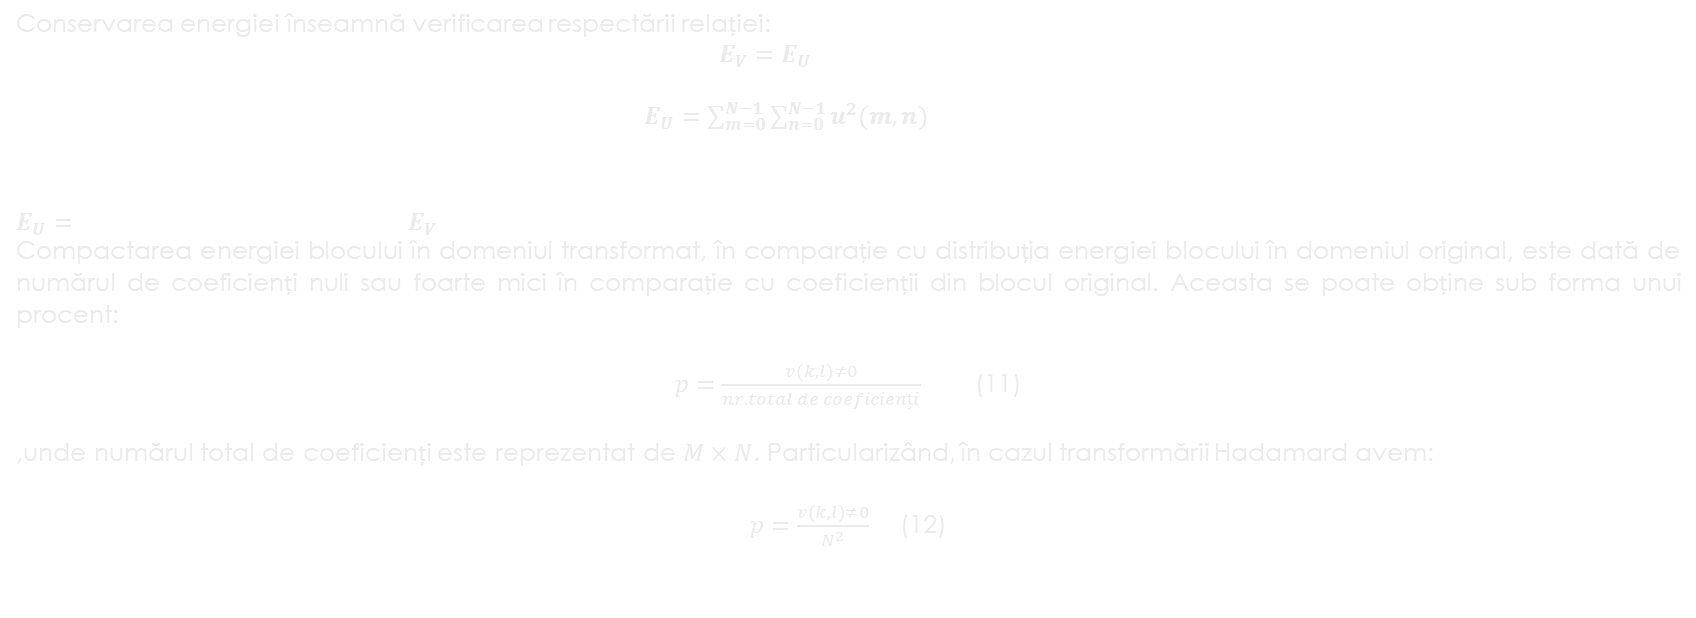 Conservarea energiei înseamnă verificarea respectării relației:
E_V = E_U
E_U = ∑_{m=0}^{N−1} ∑_{n=0}^{N−1} u²(m,n)
E_U = E_V
Compactarea energiei blocului în domeniul transformat, în comparație cu distribuția energiei blocului în domeniul original, este dată de
numărul de coeficienți nuli sau foarte mici în comparație cu coeficienții din blocul original. Aceasta se poate obține sub forma unui
procent:
p = \frac{v(k,l)≠0}{nr.total de coeficienți} (11)
,unde numărul total de coeficienți este reprezentat de M × N. Particularizând, în cazul transformării Hadamard avem:
p = \frac{v(k,l)≠0}{N²} (12)